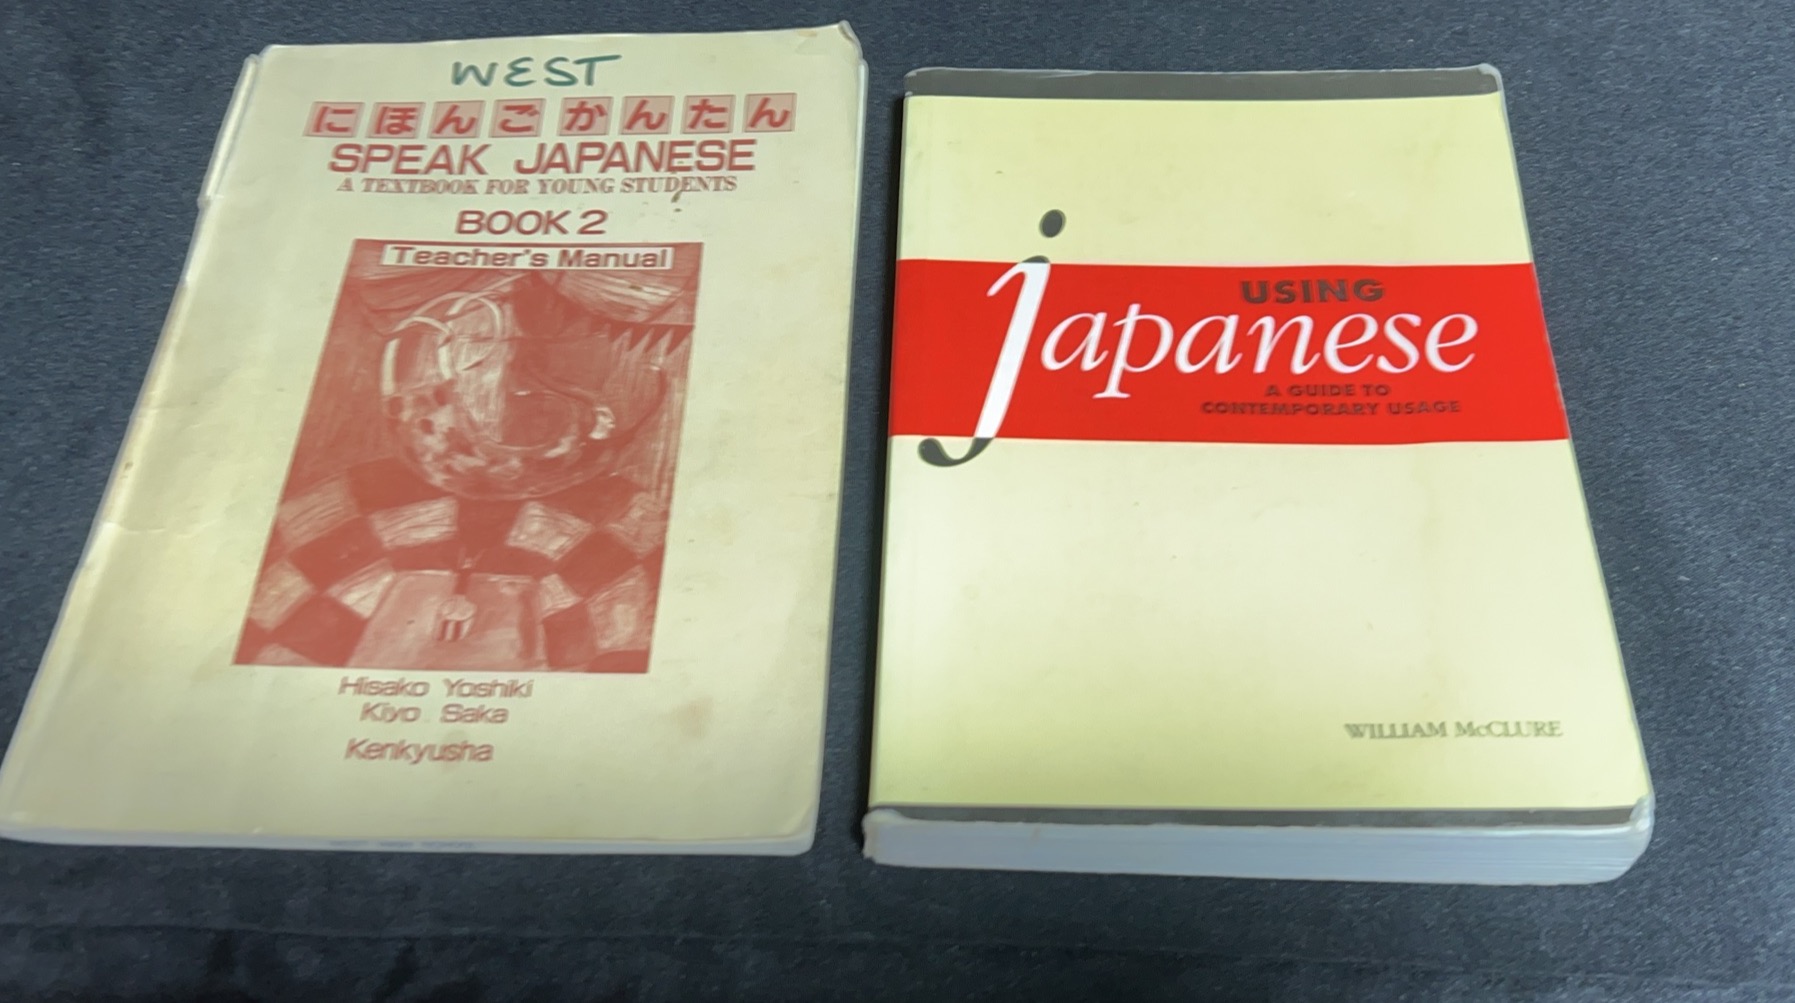 WEST
にほんごかんたん
SPEAK JAPANESE
A TEXTBOOK FOR YOUNG STUDENTS
BOOK 2
Teacher's Manual
Hisako Yoshiki
Kiyo Saka
Kenkyusha
USING
japanese
A GUIDE TO
CONTEMPORARY USAGE
WILLIAM McCLURE